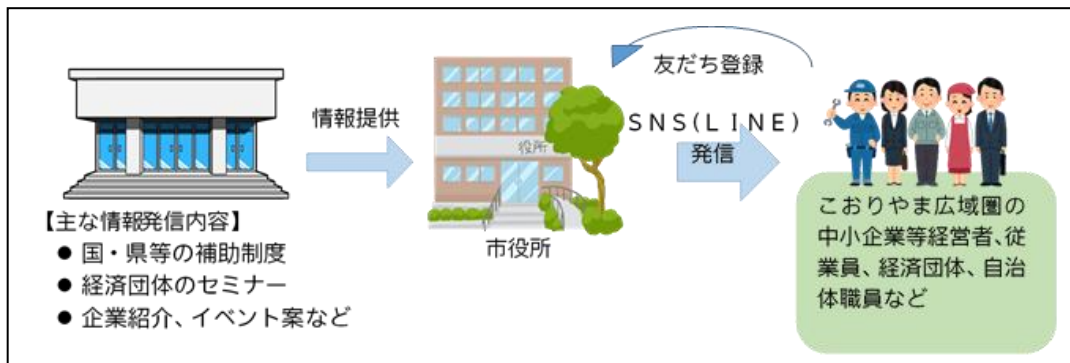 友だち登録
情報提供
SNS(LINE)
発信
役所
市役所
【主な情報発信内容】
● 国・県等の補助制度
● 経済団体のセミナー
● 企業紹介、イベント案など
こおりやま広域圏の
中小企業等経営者、従
業員、経済団体、自治
体職員など